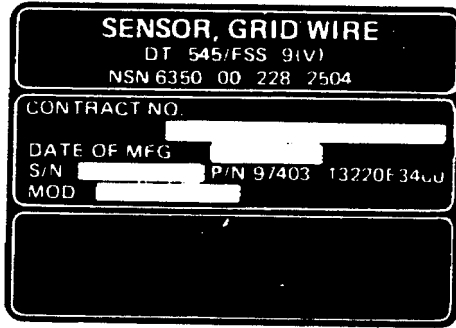 SENSOR, GRID WIRE
DT 545/FSS 9(V)
NSN 6350 00 228 2504
CONTRACT NO.
DATE OF MFG
S/N P/N 97403
MOD